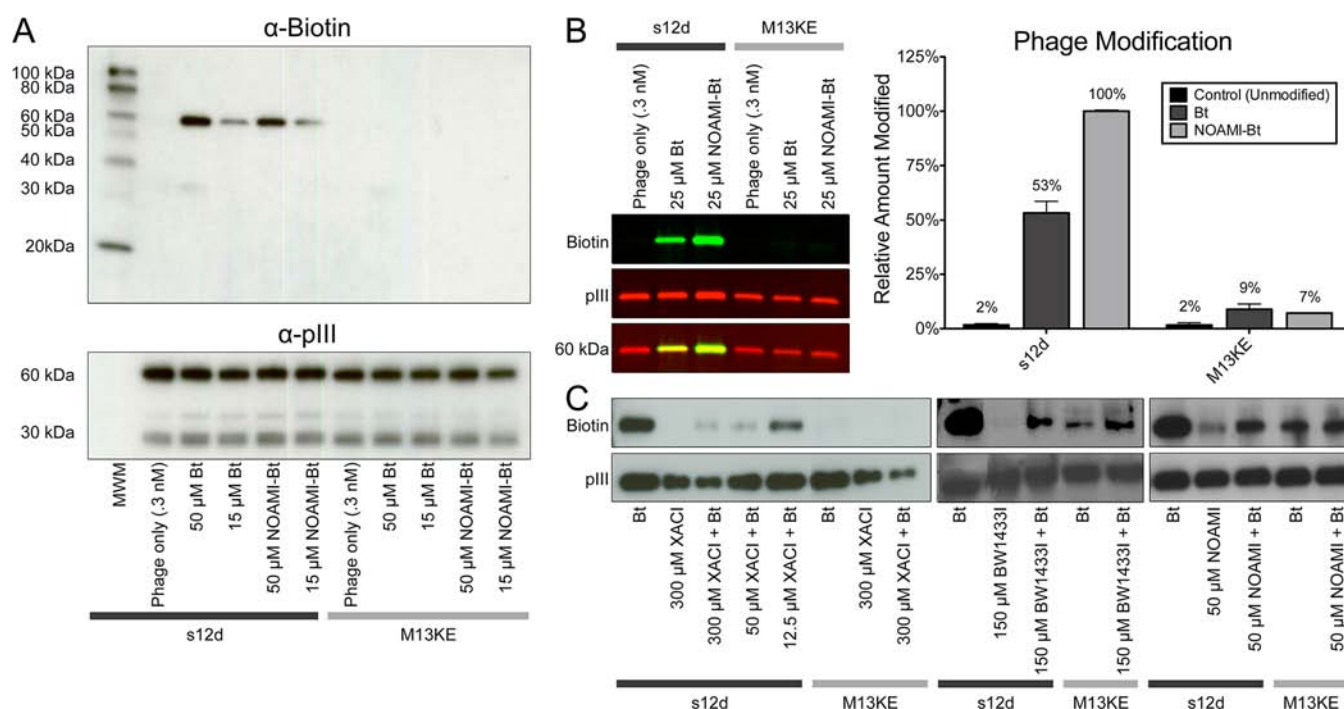 A
α-Biotin
100 kDa
80 kDa
60 kDa
50 kDa
40 kDa
30 kDa
20kDa
α-pIII
60 kDa
30 kDa
MWM
Phage only (.3 nM)
50 µM Bt
15 µM Bt
50 µM NOAMI-Bt
15 µM NOAMI-Bt
Phage only (.3 nM)
50 µM Bt
15 µM Bt
50 µM NOAMI-Bt
15 µM NOAMI-Bt
s12d
M13KE
B
s12d
M13KE
Phage only (.3 nM)
25 µM Bt
25 µM NOAMI-Bt
Phage only (.3 nM)
25 µM Bt
25 µM NOAMI-Bt
Biotin
pIII
60 kDa
Phage Modification
Relative Amount Modified
125%
100%
75%
50%
25%
0%
Control (Unmodified)
Bt
NOAMI-Bt
2%
53%
100%
2%
9%
7%
s12d
M13KE
C
Biotin
pIII
Bt
300 µM XACI
300 µM XACI + Bt
50 µM XACI + Bt
12.5 µM XACI + Bt
Bt
300 µM XACI
300 µM XACI + Bt
Bt
150 µM BW1433I
150 µM BW1433I + Bt
Bt
150 µM BW1433I + Bt
Bt
50 µM NOAMI
50 µM NOAMI + Bt
Bt
50 µM NOAMI + Bt
s12d
M13KE
s12d
M13KE
s12d
M13KE